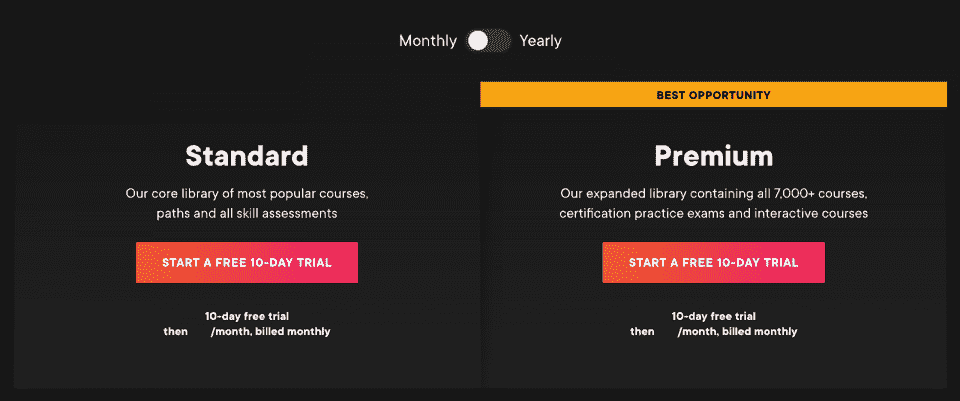 Monthly Yearly
BEST OPPORTUNITY
Standard
Our core library of most popular courses,
paths and all skill assessments
START A FREE 10-DAY TRIAL
10-day free trial
then /month, billed monthly
Premium
Our expanded library containing all 7,000+ courses,
certification practice exams and interactive courses
START A FREE 10-DAY TRIAL
10-day free trial
then /month, billed monthly